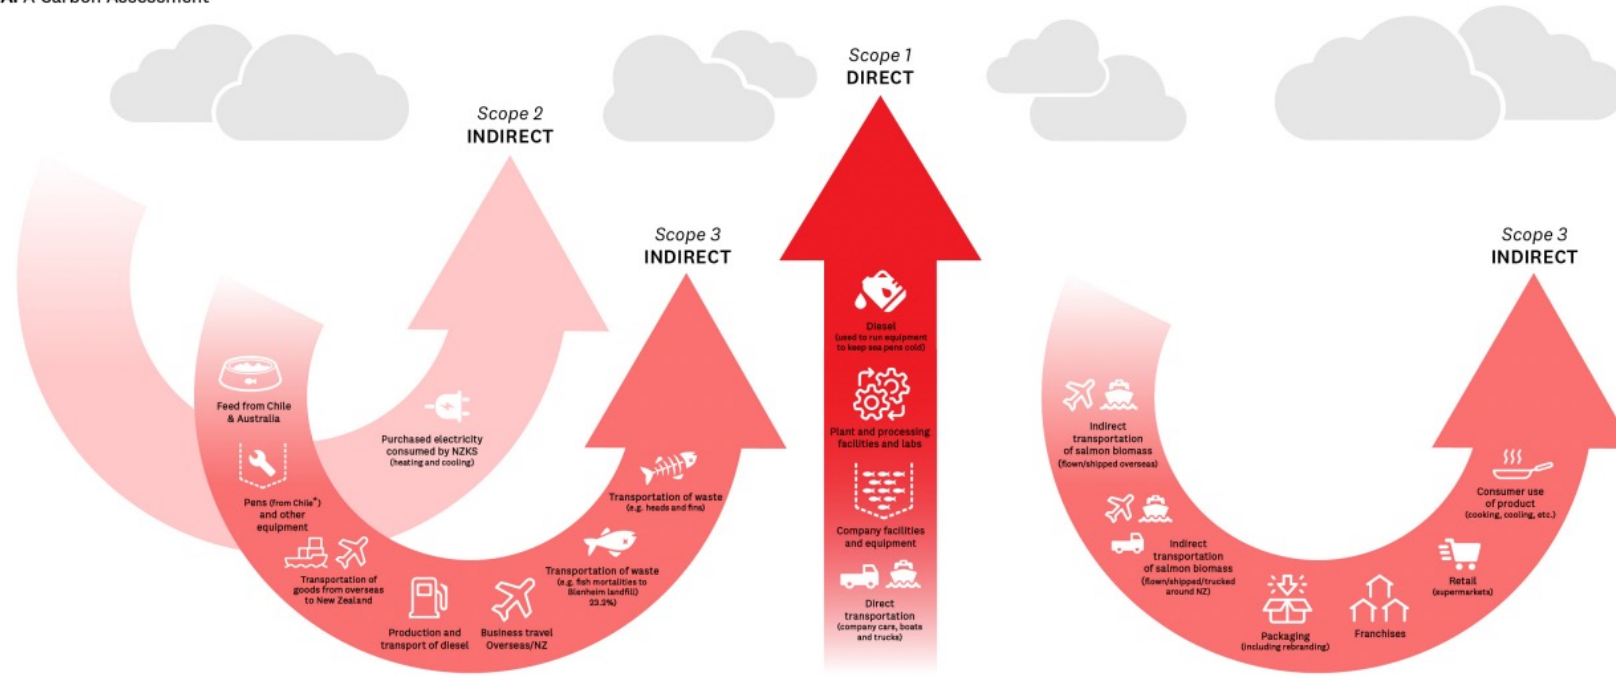 A. A Carbon Assessment
Scope 2
INDIRECT
Purchased electricity
consumed by NZKS
(heating and cooling)
Scope 3
INDIRECT
Feed from Chile
& Australia
Pens (from Chile*)
and other
equipment
Transportation of
goods from overseas
to New Zealand
Production and
transport of diesel
Business travel
Overseas/NZ
Transportation of waste
(e.g. fish mortalities to
Blenheim landfill)
23.2%)
Transportation of waste
(e.g. heads and fins)
Scope 1
DIRECT
Diesel
(used to run equipment
to keep sea pens cold)
Plant and processing
facilities and labs
Company facilities
and equipment
Direct
transportation
(company cars, boats
and trucks)
Scope 3
INDIRECT
Indirect
transportation
of salmon biomass
(flown/shipped overseas)
Indirect
transportation
of salmon biomass
(flown/shipped/trucked
around NZ)
Packaging
(including rebranding)
Franchises
Retail
(supermarkets)
Consumer use
of product
(cooking, cooling, etc.)